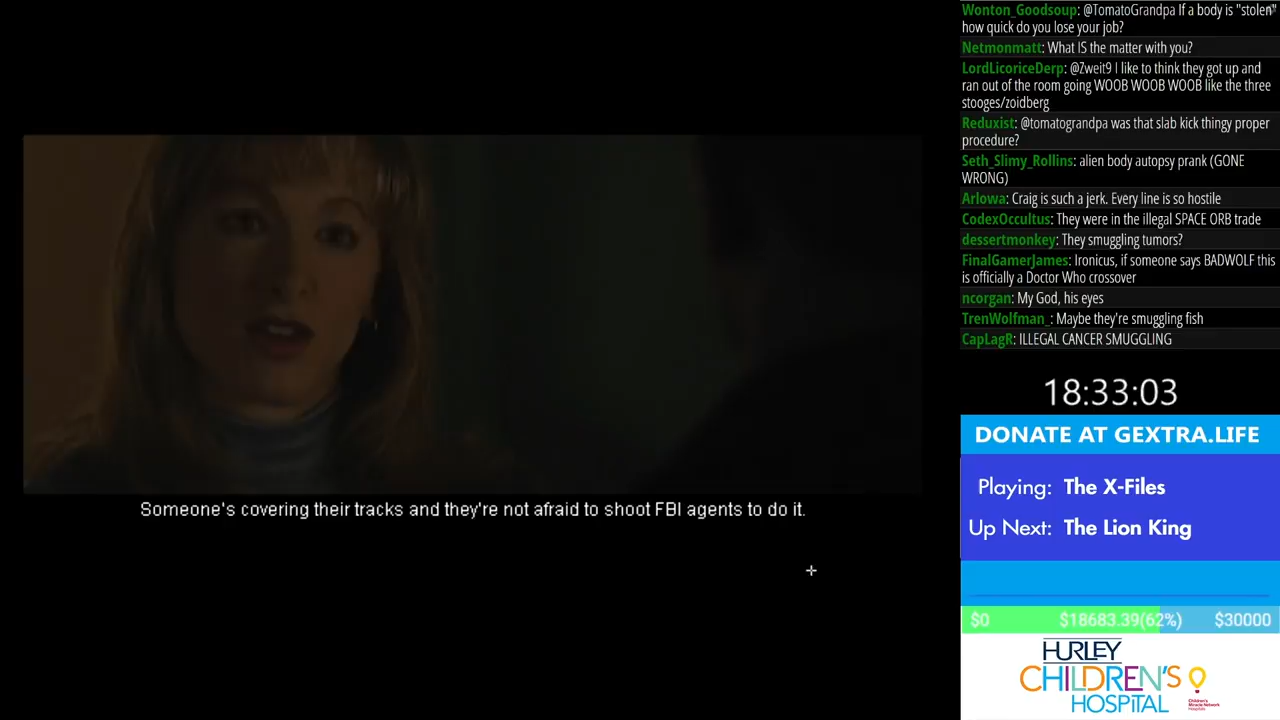 Wonton_Goodsoup: @TomatoGrandpa If a body is "stolen"
how quick do you lose your job?
Netmonmatt: What IS the matter with you?
LordLicoriceDerp: @Zweit9 I like to think they got up and
ran out of the room going WOOB WOOB WOOB like the three
stooges/zoidberg
Reduxist: @tomatograndpa was that slab kick thingy proper
procedure?
Seth_Slimy_Rollins: alien body autopsy prank (GONE
WRONG)
Arlowa: Craig is such a jerk. Every line is so hostile
CodexOccultus: They were in the illegal SPACE ORB trade
dessertmonkey: They smuggling tumors?
FinalGamerJames: Ironicus, if someone says BADWOLF this
is officially a Doctor Who crossover
ncorgan: My God, his eyes
TrenWolfman_: Maybe they're smuggling fish
CapLagR: ILLEGAL CANCER SMUGGLING
18:33:03
DONATE AT GEXTRA.LIFE
Playing: The X-Files
Up Next: The Lion King
$0 $18683.39(62%) $30000
HURLEY
CHILDREN'S
HOSPITAL
Children's
Miracle Network
Hospitals
Someone's covering their tracks and they're not afraid to shoot FBI agents to do it.